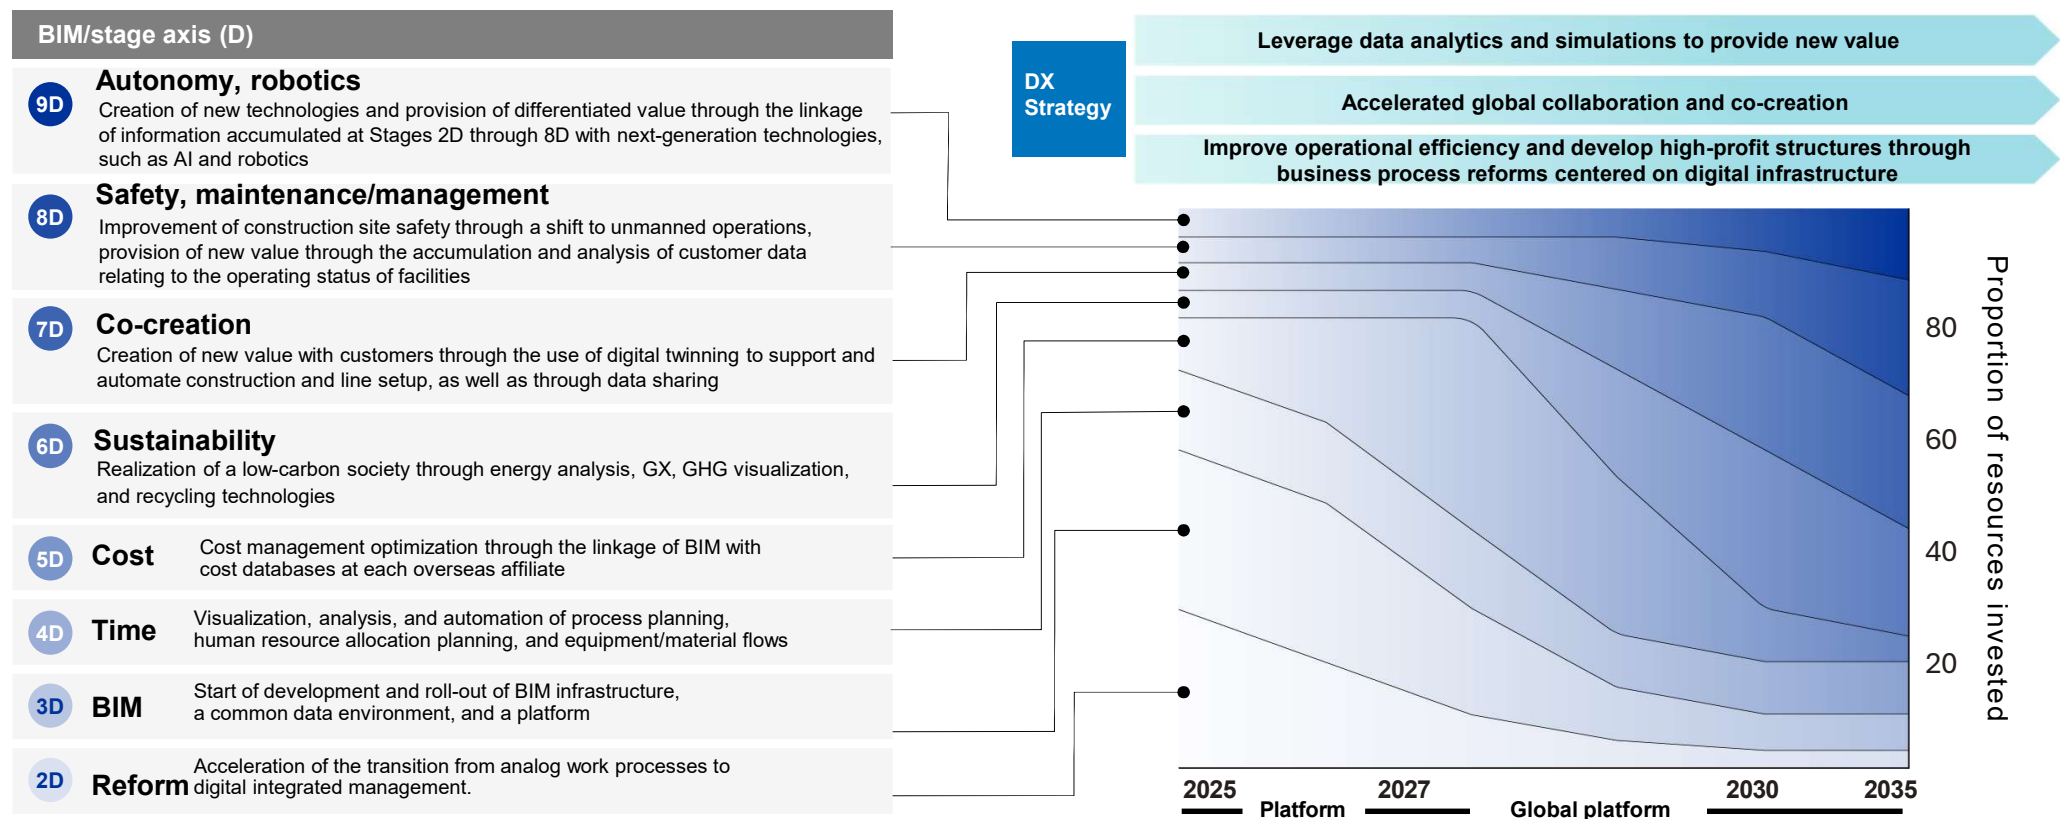 BIM/stage axis (D)
9D
Autonomy, robotics
Creation of new technologies and provision of differentiated value through the linkage
of information accumulated at Stages 2D through 8D with next-generation technologies,
such as AI and robotics
8D
Safety, maintenance/management
Improvement of construction site safety through a shift to unmanned operations,
provision of new value through the accumulation and analysis of customer data
relating to the operating status of facilities
7D
Co-creation
Creation of new value with customers through the use of digital twinning to support and
automate construction and line setup, as well as through data sharing
6D
Sustainability
Realization of a low-carbon society through energy analysis, GX, GHG visualization,
and recycling technologies
5D
Cost
Cost management optimization through the linkage of BIM with
cost databases at each overseas affiliate
4D
Time
Visualization, analysis, and automation of process planning,
human resource allocation planning, and equipment/material flows
3D
BIM
Start of development and roll-out of BIM infrastructure,
a common data environment, and a platform
2D
Reform
Acceleration of the transition from analog work processes to
digital integrated management.
DX
Strategy
Leverage data analytics and simulations to provide new value
Accelerated global collaboration and co-creation
Improve operational efficiency and develop high-profit structures through
business process reforms centered on digital infrastructure
80
60
40
20
Proportion of resources invested
2025
2027
2030
2035
Platform
Global platform